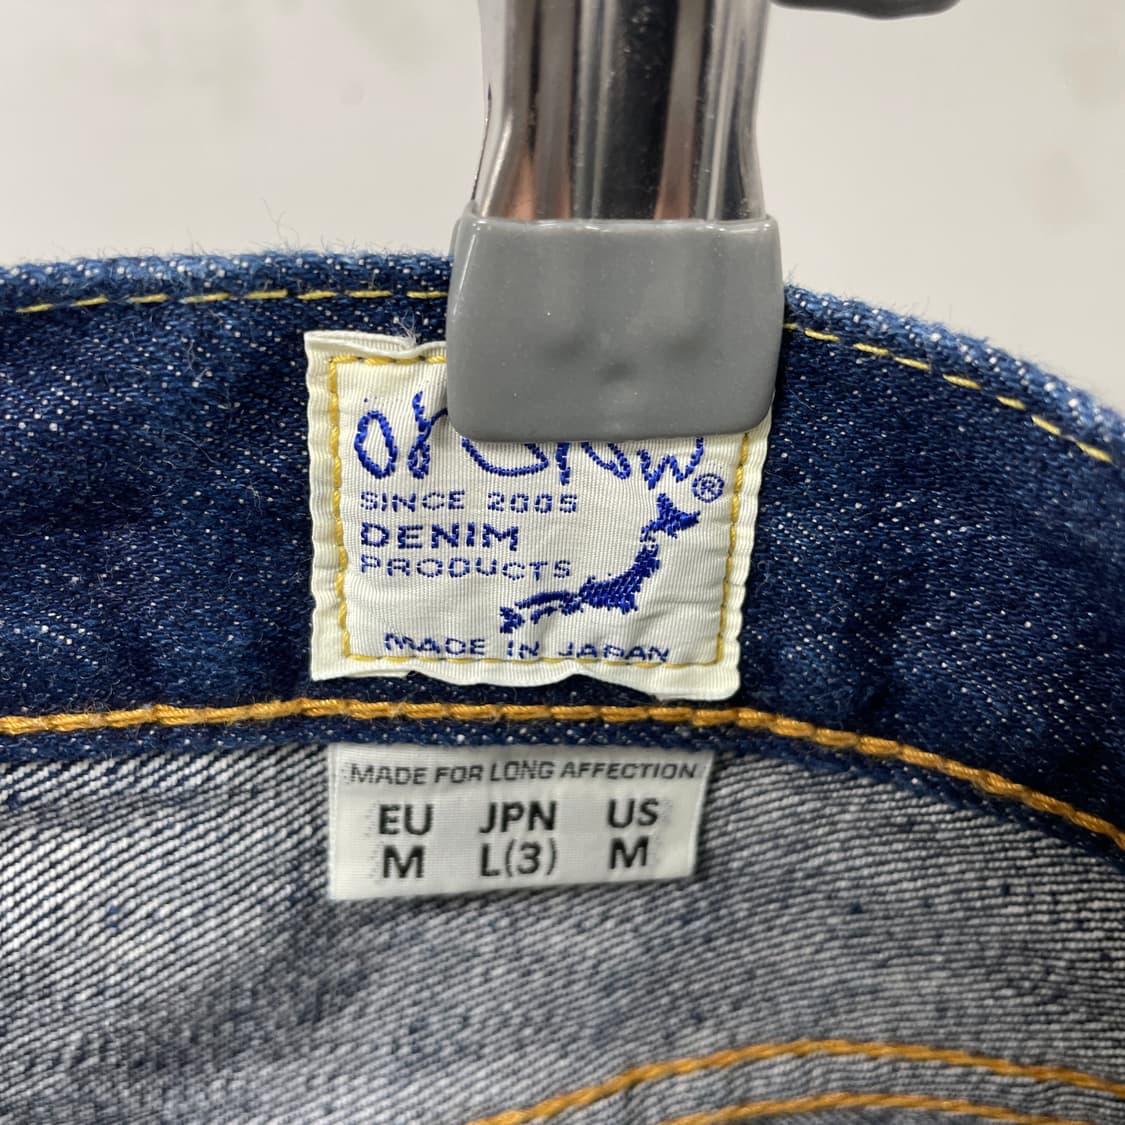 ®
SINCE 2005
DENIM
PRODUCTS
MADE IN JAPAN
MADE FOR LONG AFFECTION
EU JPN US
M L(3) M